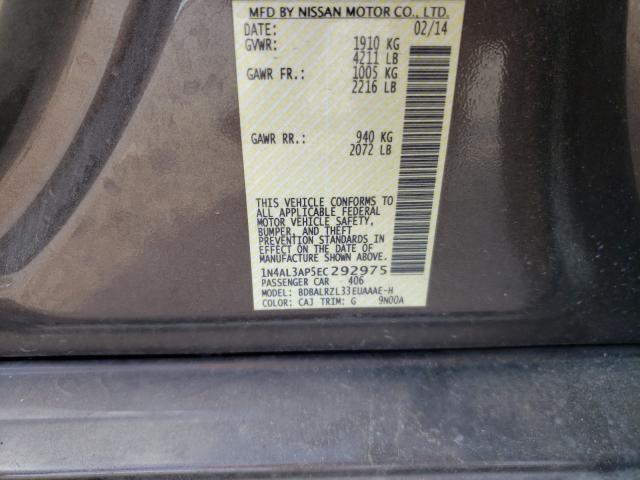 MFD BY NISSAN MOTOR CO., LTD.
DATE: 02/14
GVWR: 1910 KG
4211 LB
GAWR FR.: 1005 KG
2216 LB
GAWR RR.: 940 KG
2072 LB
THIS VEHICLE CONFORMS TO
ALL APPLICABLE FEDERAL
MOTOR VEHICLE SAFETY,
BUMPER, AND THEFT
PREVENTION STANDARDS IN
EFFECT ON THE DATE OF
MANUFACTURE SHOWN ABOVE.
1N4AL3AP5EC292975
PASSENGER CAR 406
MODEL: BDBALRZL33EUAAAE-H
COLOR: CAJ TRIM: G 9N00A